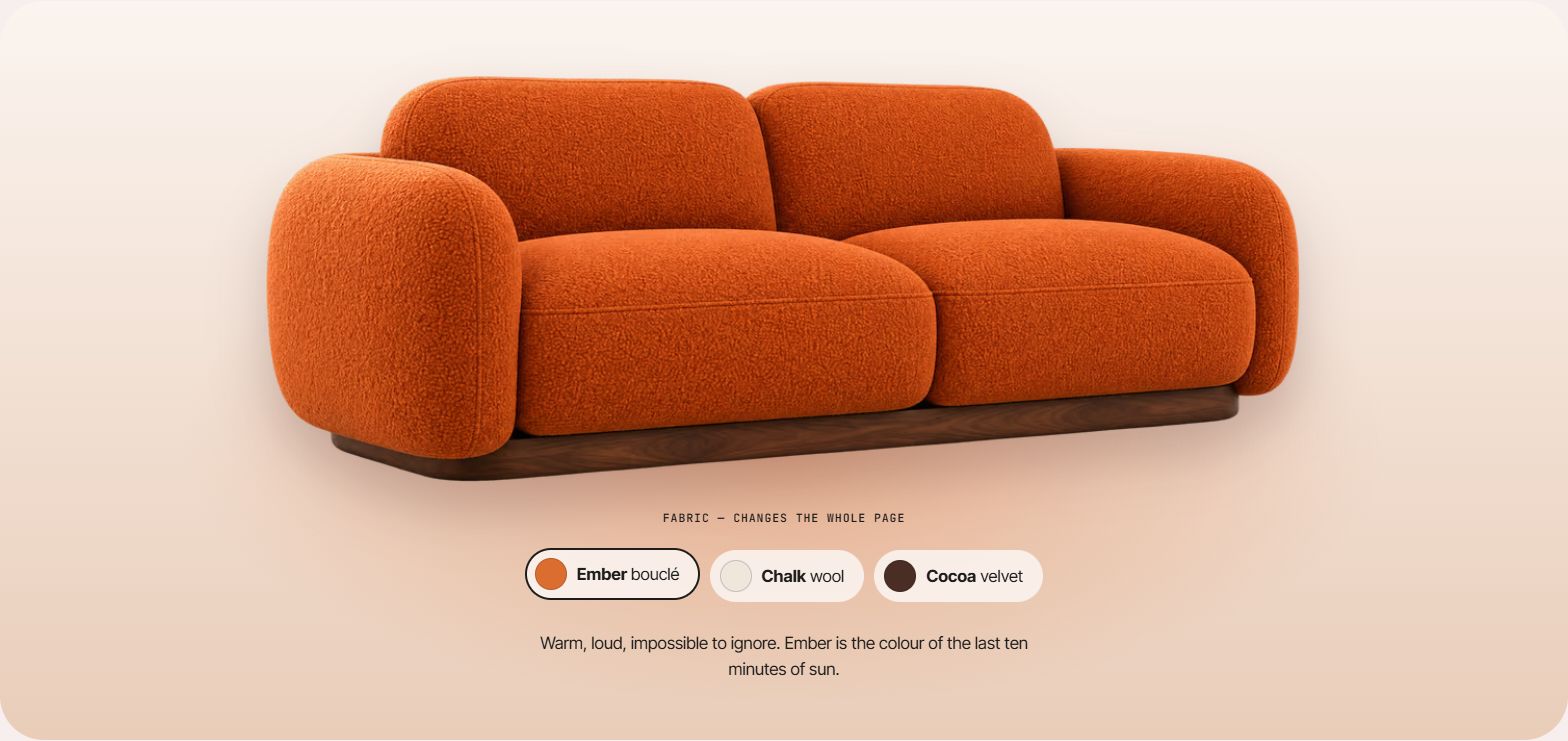 FABRIC — CHANGES THE WHOLE PAGE
Ember bouclé
Chalk wool
Cocoa velvet
Warm, loud, impossible to ignore. Ember is the colour of the last ten
minutes of sun.